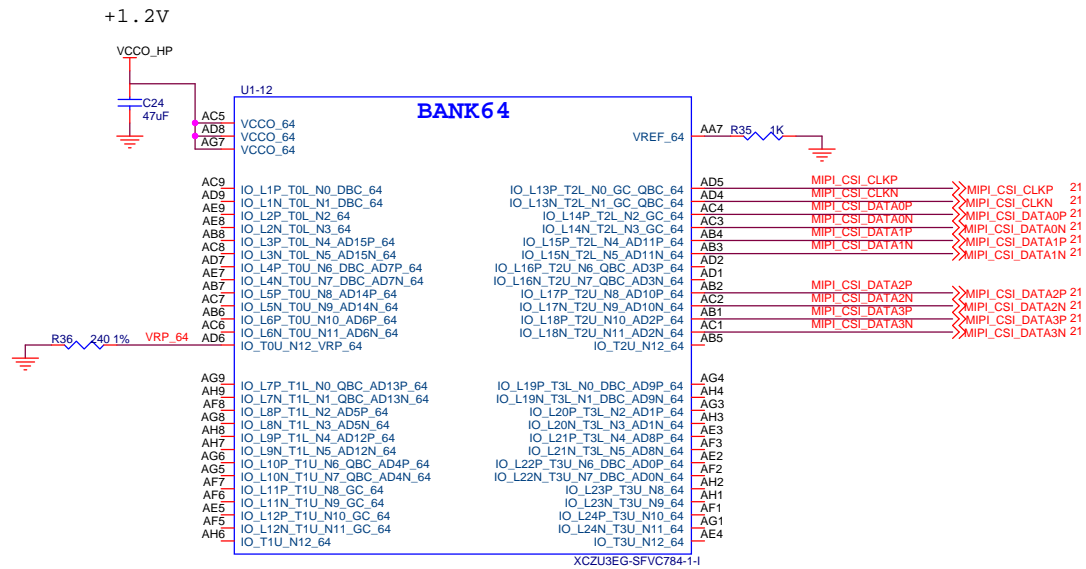 +1.2V
VCCO_HP
C24
47uF
U1-12
BANK64
AC5 VCCO_64
AD8 VCCO_64
AG7 VCCO_64
VREF_64 AA7 R35 1K
AC9 IO_L1P_T0L_N0_DBC_64
AD9 IO_L1N_T0L_N1_DBC_64
AE9 IO_L2P_T0L_N2_64
AE8 IO_L2N_T0L_N3_64
AB8 IO_L3P_T0L_N4_AD15P_64
AC8 IO_L3N_T0L_N5_AD15N_64
AD7 IO_L4P_T0U_N6_DBC_AD7P_64
AE7 IO_L4N_T0U_N7_DBC_AD7N_64
AB7 IO_L5P_T0U_N8_AD14P_64
AC7 IO_L5N_T0U_N9_AD14N_64
AB6 IO_L6P_T0U_N10_AD6P_64
AC6 IO_L6N_T0U_N11_AD6N_64
R36 240 1% VRP_64 AD6 IO_T0U_N12_VRP_64
IO_L13P_T2L_N0_GC_QBC_64 AD5 MIPI_CSI_CLKP MIPI_CSI_CLKP 21
IO_L13N_T2L_N1_GC_QBC_64 AD4 MIPI_CSI_CLKN MIPI_CSI_CLKN 21
IO_L14P_T2L_N2_GC_64 AC4 MIPI_CSI_DATA0P MIPI_CSI_DATA0P 21
IO_L14N_T2L_N3_GC_64 AC3 MIPI_CSI_DATA0N MIPI_CSI_DATA0N 21
IO_L15P_T2L_N4_AD11P_64 AB4 MIPI_CSI_DATA1P MIPI_CSI_DATA1P 21
IO_L15N_T2L_N5_AD11N_64 AB3 MIPI_CSI_DATA1N MIPI_CSI_DATA1N 21
IO_L16P_T2U_N6_QBC_AD3P_64 AD2
IO_L16N_T2U_N7_QBC_AD3N_64 AD1
IO_L17P_T2U_N8_AD10P_64 AB2 MIPI_CSI_DATA2P MIPI_CSI_DATA2P 21
IO_L17N_T2U_N9_AD10N_64 AC2 MIPI_CSI_DATA2N MIPI_CSI_DATA2N 21
IO_L18P_T2U_N10_AD2P_64 AB1 MIPI_CSI_DATA3P MIPI_CSI_DATA3P 21
IO_L18N_T2U_N11_AD2N_64 AC1 MIPI_CSI_DATA3N MIPI_CSI_DATA3N 21
IO_T2U_N12_64 AB5
AG9 IO_L7P_T1L_N0_QBC_AD13P_64
AH9 IO_L7N_T1L_N1_QBC_AD13N_64
AF8 IO_L8P_T1L_N2_AD5P_64
AG8 IO_L8N_T1L_N3_AD5N_64
AH8 IO_L9P_T1L_N4_AD12P_64
AH7 IO_L9N_T1L_N5_AD12N_64
AG6 IO_L10P_T1U_N6_QBC_AD4P_64
AG5 IO_L10N_T1U_N7_QBC_AD4N_64
AF7 IO_L11P_T1U_N8_GC_64
AF6 IO_L11N_T1U_N9_GC_64
AE5 IO_L12P_T1U_N10_GC_64
AF5 IO_L12N_T1U_N11_GC_64
AH6 IO_T1U_N12_64
IO_L19P_T3L_N0_DBC_AD9P_64 AG4
IO_L19N_T3L_N1_DBC_AD9N_64 AH4
IO_L20P_T3L_N2_AD1P_64 AG3
IO_L20N_T3L_N3_AD1N_64 AH3
IO_L21P_T3L_N4_AD8P_64 AE3
IO_L21N_T3L_N5_AD8N_64 AF3
IO_L22P_T3U_N6_DBC_AD0P_64 AE2
IO_L22N_T3U_N7_DBC_AD0N_64 AF2
IO_L23P_T3U_N8_64 AH2
IO_L23N_T3U_N9_64 AH1
IO_L24P_T3U_N10_64 AF1
IO_L24N_T3U_N11_64 AG1
IO_T3U_N12_64 AE4
XCZU3EG-SFVC784-1-I